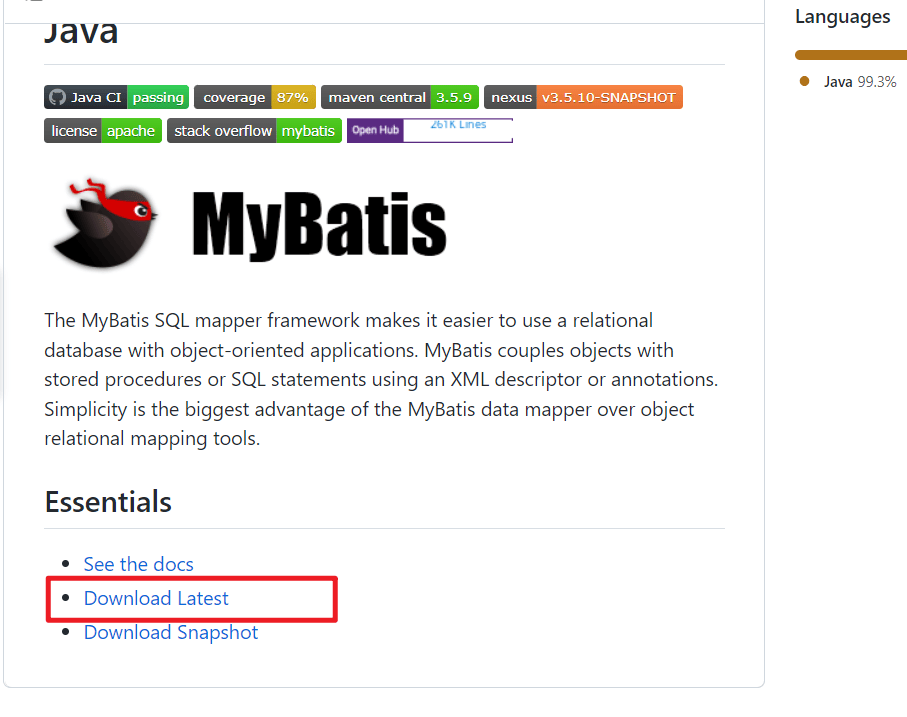 Java
Languages
Java 99.3%
Java CI passing coverage 87% maven central 3.5.9 nexus v3.5.10-SNAPSHOT
license apache stack overflow mybatis Open Hub 261K Lines
MyBatis
The MyBatis SQL mapper framework makes it easier to use a relational
database with object-oriented applications. MyBatis couples objects with
stored procedures or SQL statements using an XML descriptor or annotations.
Simplicity is the biggest advantage of the MyBatis data mapper over object
relational mapping tools.
Essentials
See the docs
Download Latest
Download Snapshot